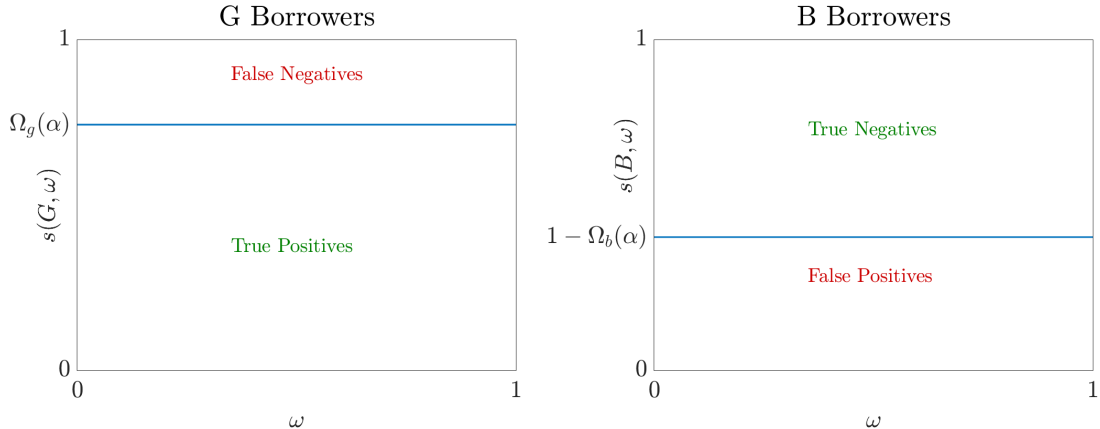 G Borrowers
1
False Negatives
Ω_g(α)
s(G, ω)
True Positives
0
0
1
ω
B Borrowers
1
True Negatives
s(B, ω)
1 − Ω_b(α)
False Positives
0
0
1
ω